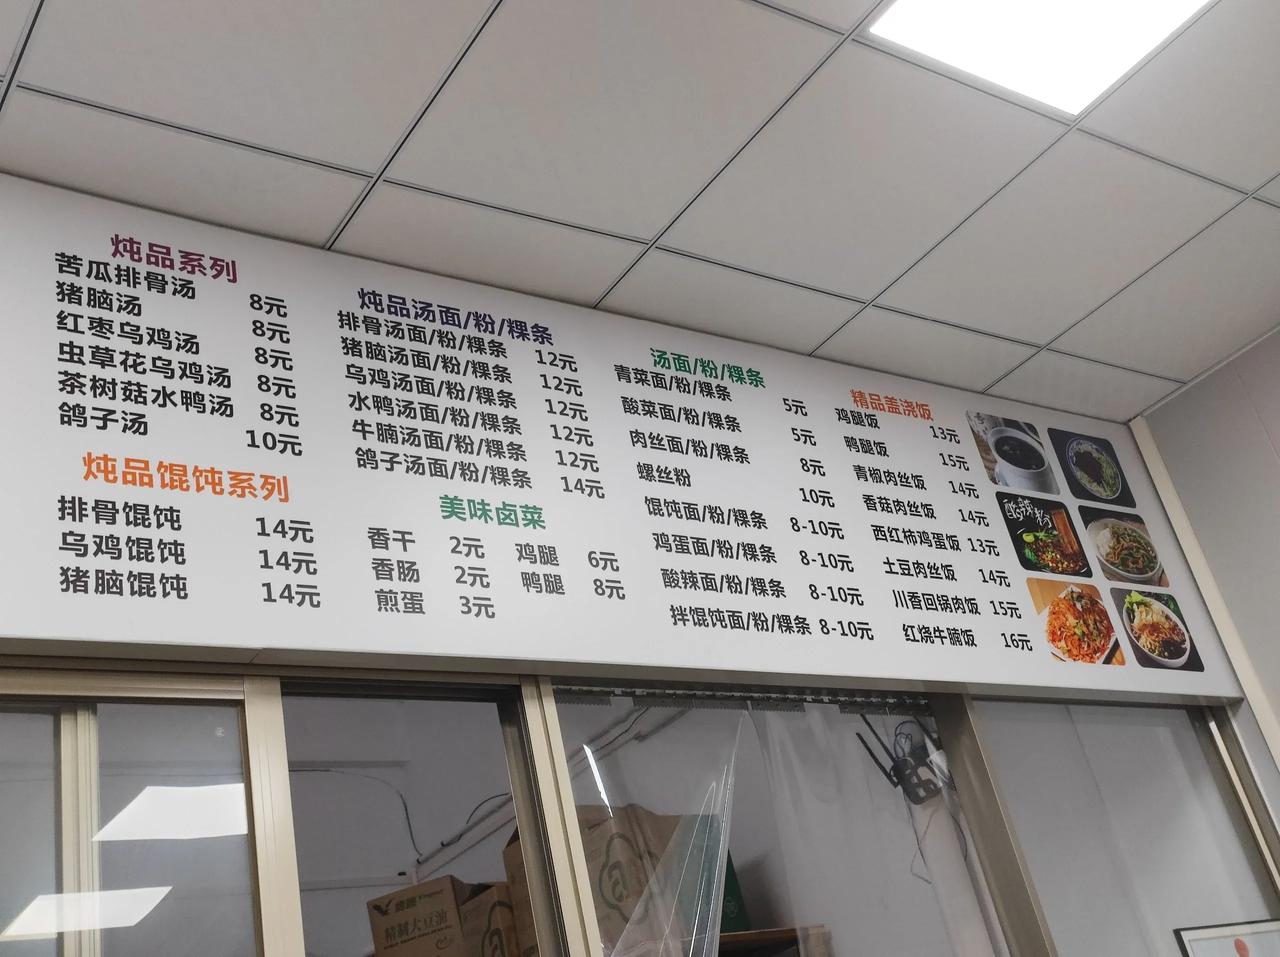 炖品系列
苦瓜排骨汤 8元
猪脑汤 8元
红枣乌鸡汤 8元
虫草花乌鸡汤 8元
茶树菇水鸭汤 8元
鸽子汤 10元
炖品馄饨系列
排骨馄饨 14元
乌鸡馄饨 14元
猪脑馄饨 14元
炖品汤面/粉/粿条
排骨汤面/粉/粿条 12元
猪脑汤面/粉/粿条 12元
乌鸡汤面/粉/粿条 12元
水鸭汤面/粉/粿条 12元
牛腩汤面/粉/粿条 12元
鸽子汤面/粉/粿条 14元
美味卤菜
香干 2元 鸡腿 6元
香肠 2元 鸭腿 8元
煎蛋 3元
汤面/粉/粿条
青菜面/粉/粿条 5元
酸菜面/粉/粿条 5元
肉丝面/粉/粿条 8元
螺丝粉 10元
馄饨面/粉/粿条 8-10元
鸡蛋面/粉/粿条 8-10元
酸辣面/粉/粿条 8-10元
拌馄饨面/粉/粿条 8-10元
精品盖浇饭
鸡腿饭 13元
鸭腿饭 15元
青椒肉丝饭 14元
香菇肉丝饭 14元
西红柿鸡蛋饭 13元
土豆肉丝饭 14元
川香回锅肉饭 15元
红烧牛腩饭 16元
酸辣粉
精制大豆油